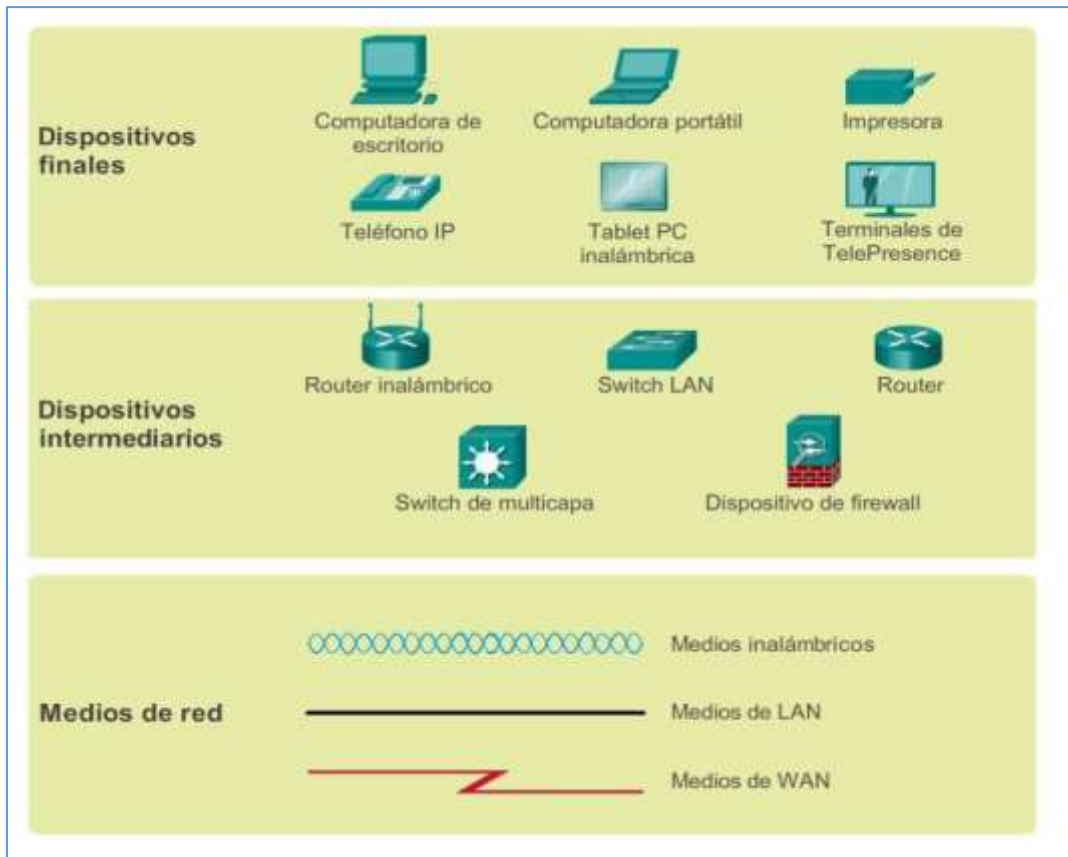 Dispositivos
finales
Computadora de
escritorio
Computadora portátil
Impresora
Teléfono IP
Tablet PC
inalámbrica
Terminales de
TelePresence
Dispositivos
intermediarios
Router inalámbrico
Switch LAN
Router
Switch de multicapa
Dispositivo de firewall
Medios de red
Medios inalámbricos
Medios de LAN
Medios de WAN